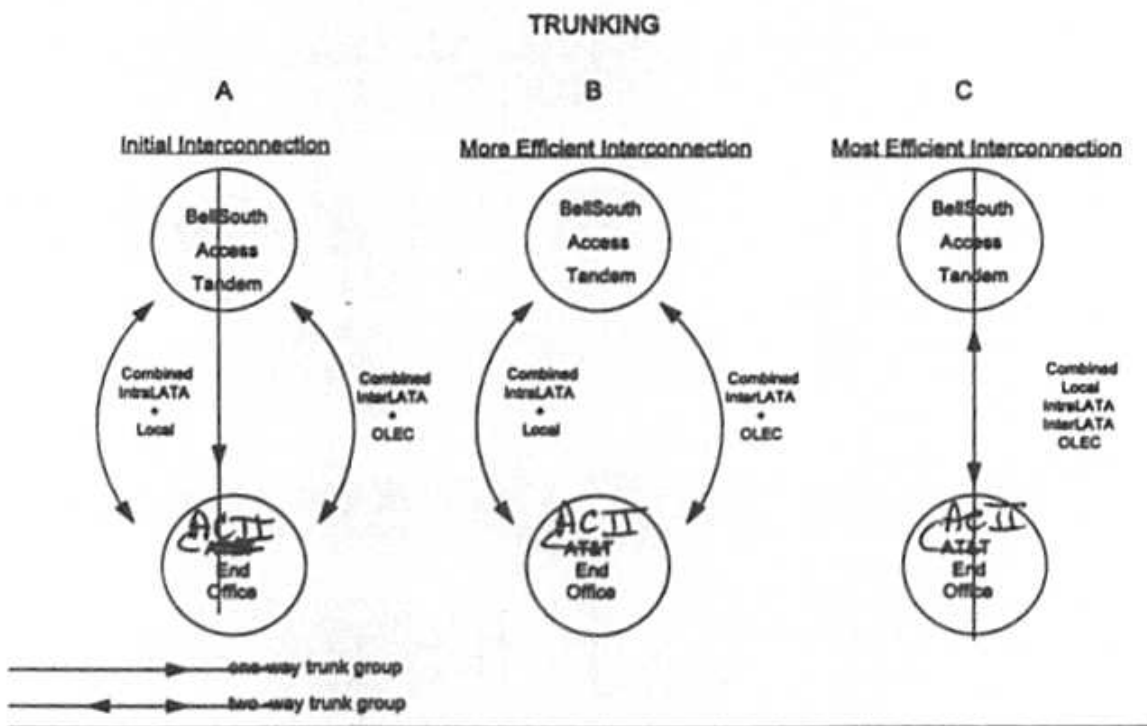 TRUNKING
A
Initial Interconnection
BellSouth
Access
Tandem
Combined
IntraLATA
+
Local
Combined
InterLATA
+
OLEC
ACII
AT&T
End
Office
B
More Efficient Interconnection
BellSouth
Access
Tandem
Combined
IntraLATA
+
Local
Combined
InterLATA
+
OLEC
ACII
AT&T
End
Office
C
Most Efficient Interconnection
BellSouth
Access
Tandem
Combined
Local
IntraLATA
InterLATA
OLEC
ACII
AT&T
End
Office
one-way trunk group
two-way trunk group